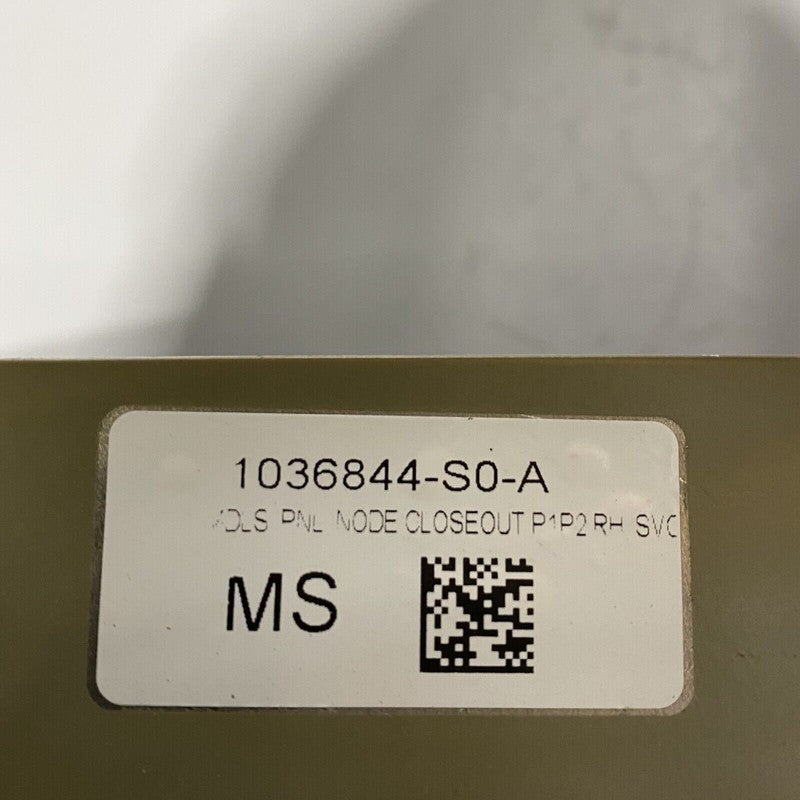 1036844-S0-A
PNL NODE CLOSEOUT P1P2 RH SVC
MS